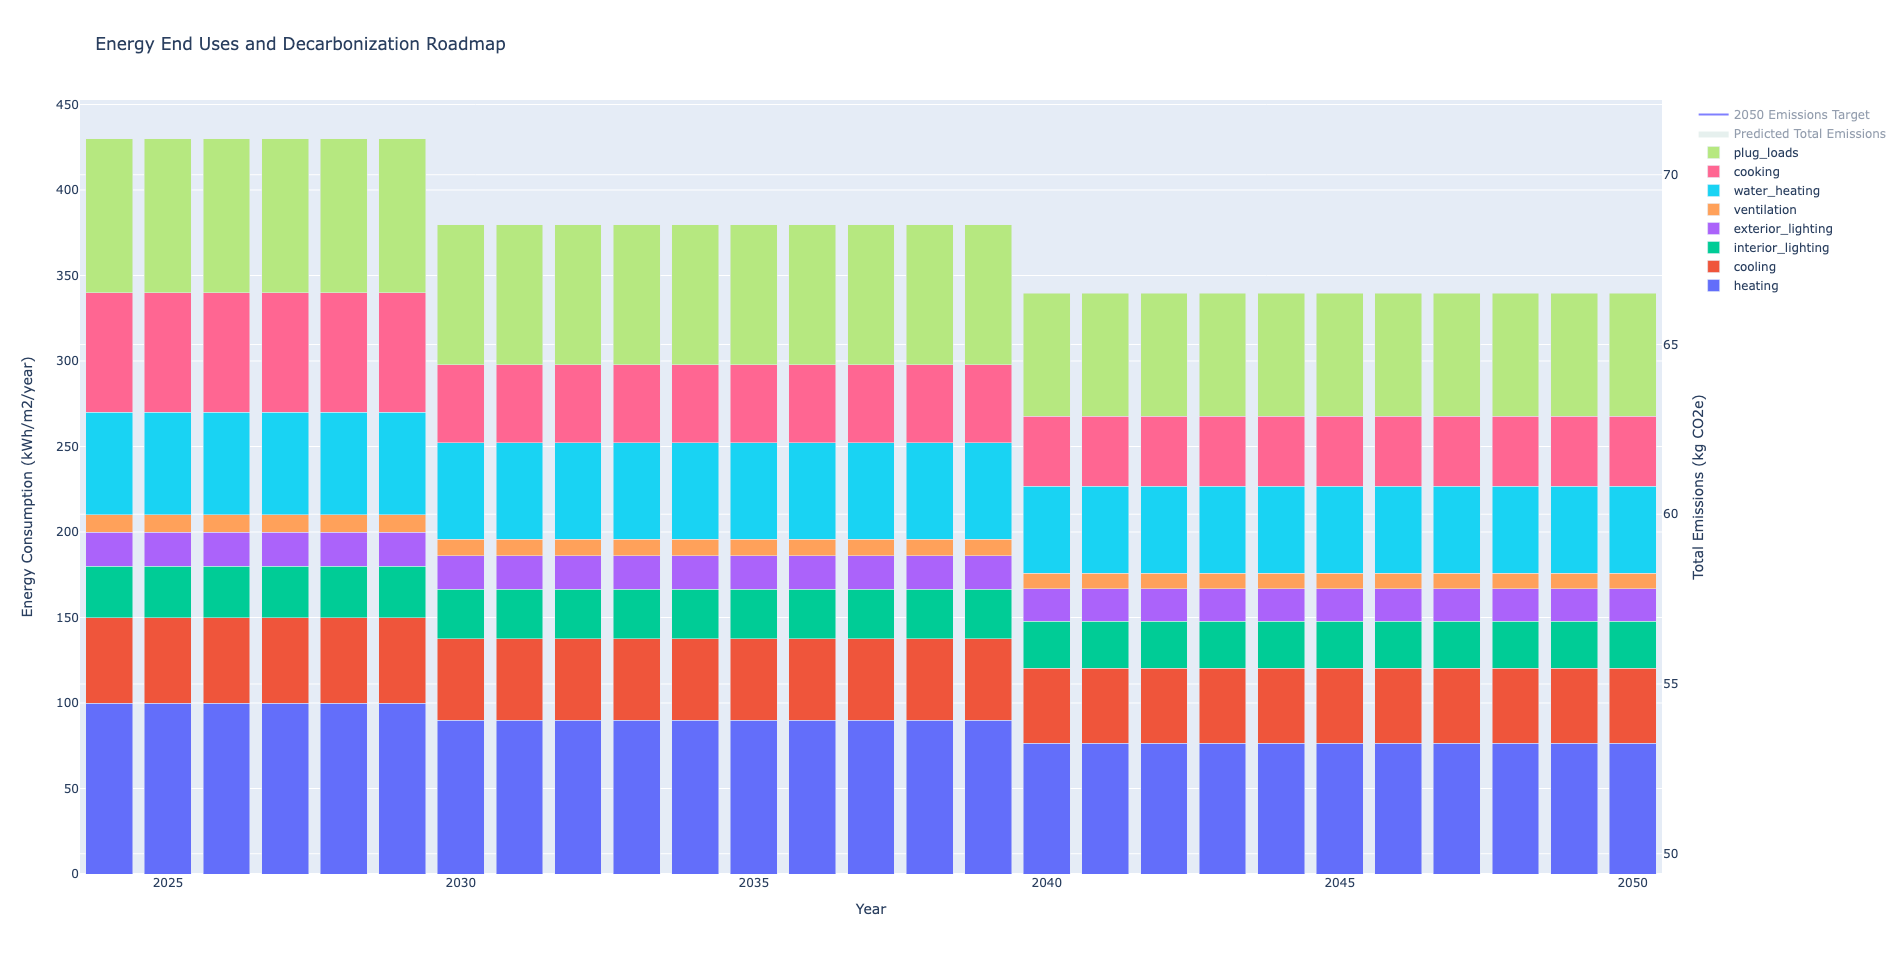 Energy End Uses and Decarbonization Roadmap
450
400
350
300
250
200
150
100
50
0
Energy Consumption (kWh/m2/year)
2025
2030
2035
2040
2045
2050
Year
70
65
60
55
50
Total Emissions (kg CO2e)
2050 Emissions Target
Predicted Total Emissions
plug_loads
cooking
water_heating
ventilation
exterior_lighting
interior_lighting
cooling
heating